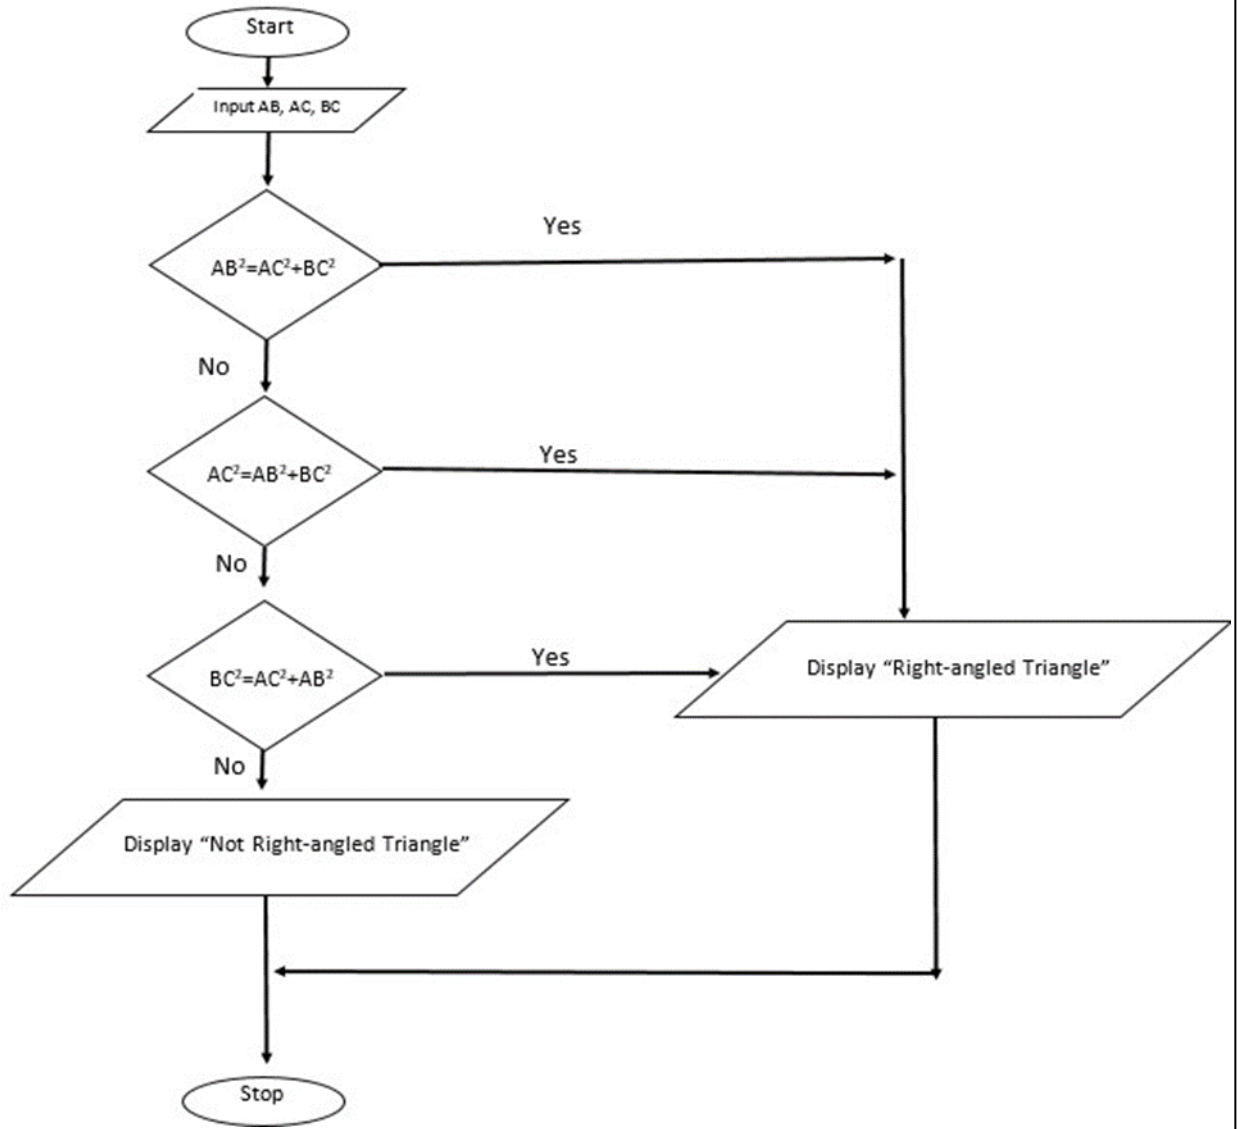 Start
Input AB, AC, BC
Yes
AB²=AC²+BC²
No
Yes
AC²=AB²+BC²
No
Yes
BC²=AC²+AB²
Display “Right-angled Triangle”
No
Display “Not Right-angled Triangle”
Stop